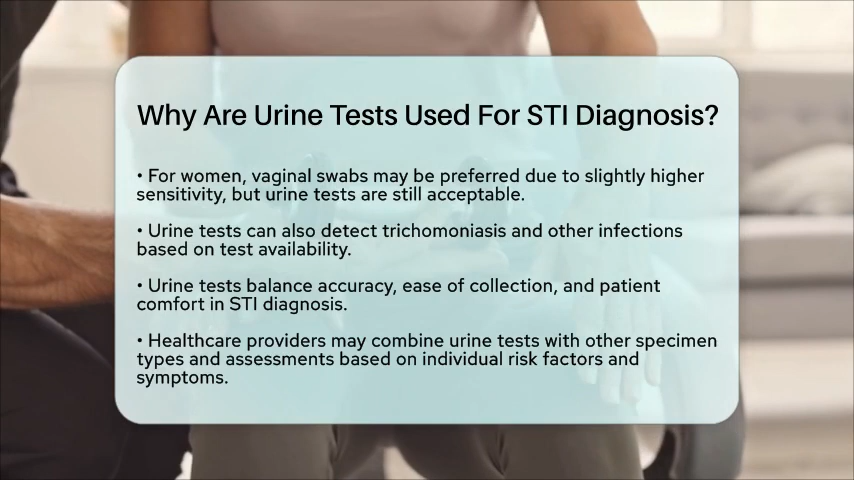 Why Are Urine Tests Used For STI Diagnosis?
• For women, vaginal swabs may be preferred due to slightly higher
sensitivity, but urine tests are still acceptable.
• Urine tests can also detect trichomoniasis and other infections
based on test availability.
• Urine tests balance accuracy, ease of collection, and patient
comfort in STI diagnosis.
• Healthcare providers may combine urine tests with other specimen
types and assessments based on individual risk factors and
symptoms.